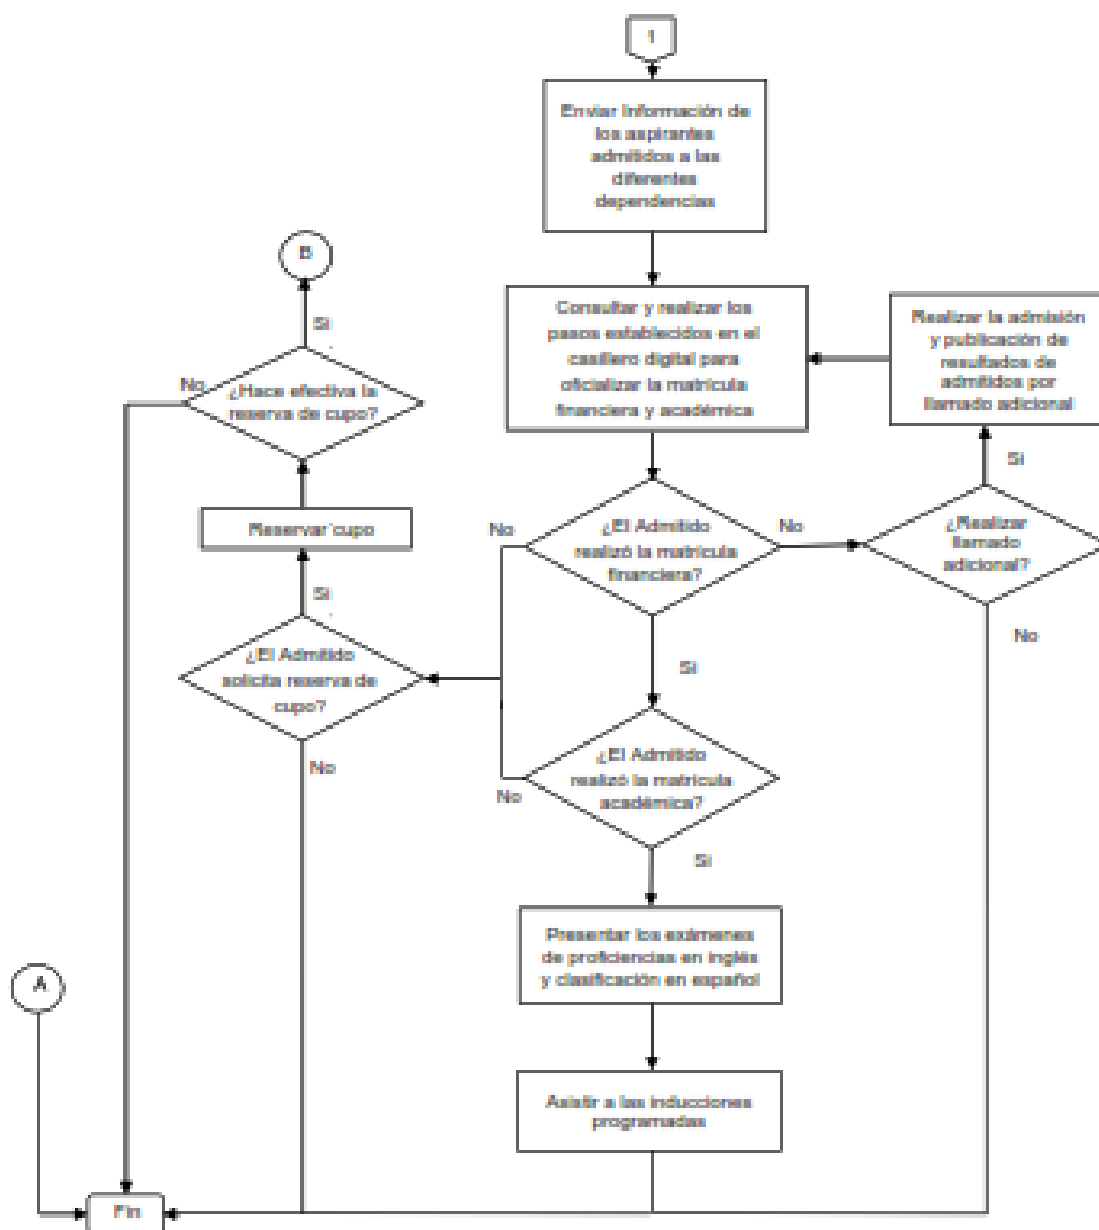 1
Enviar Información de
los aspirantes
admitidos a las
diferentes
dependencias
B
Si
Consultar y realizar los
pasos establecidos en el
casillero digital para
oficializar la matrícula
financiera y académica
Realizar la admisión
y publicación de
resultados de
admitidos por
llamado adicional
No
¿Hace efectiva la
reserva de cupo?
Si
Reservar cupo
No
¿El Admitido
realizó la matrícula
financiera?
No
¿Realizar
llamado
adicional?
Si
No
¿El Admitido
solicita reserva de
cupo?
Si
No
¿El Admitido
realizó la matrícula
académica?
No
Si
Presentar los exámenes
de proficiencias en inglés
y clasificación en español
A
Asistir a las inducciones
programadas
Fin